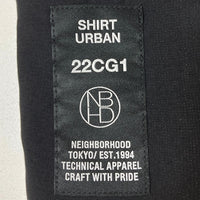 SHIRT
URBAN
22CG1
NBHD
NEIGHBORHOOD
TOKYO/ EST.1994
TECHNICAL APPAREL
CRAFT WITH PRIDE